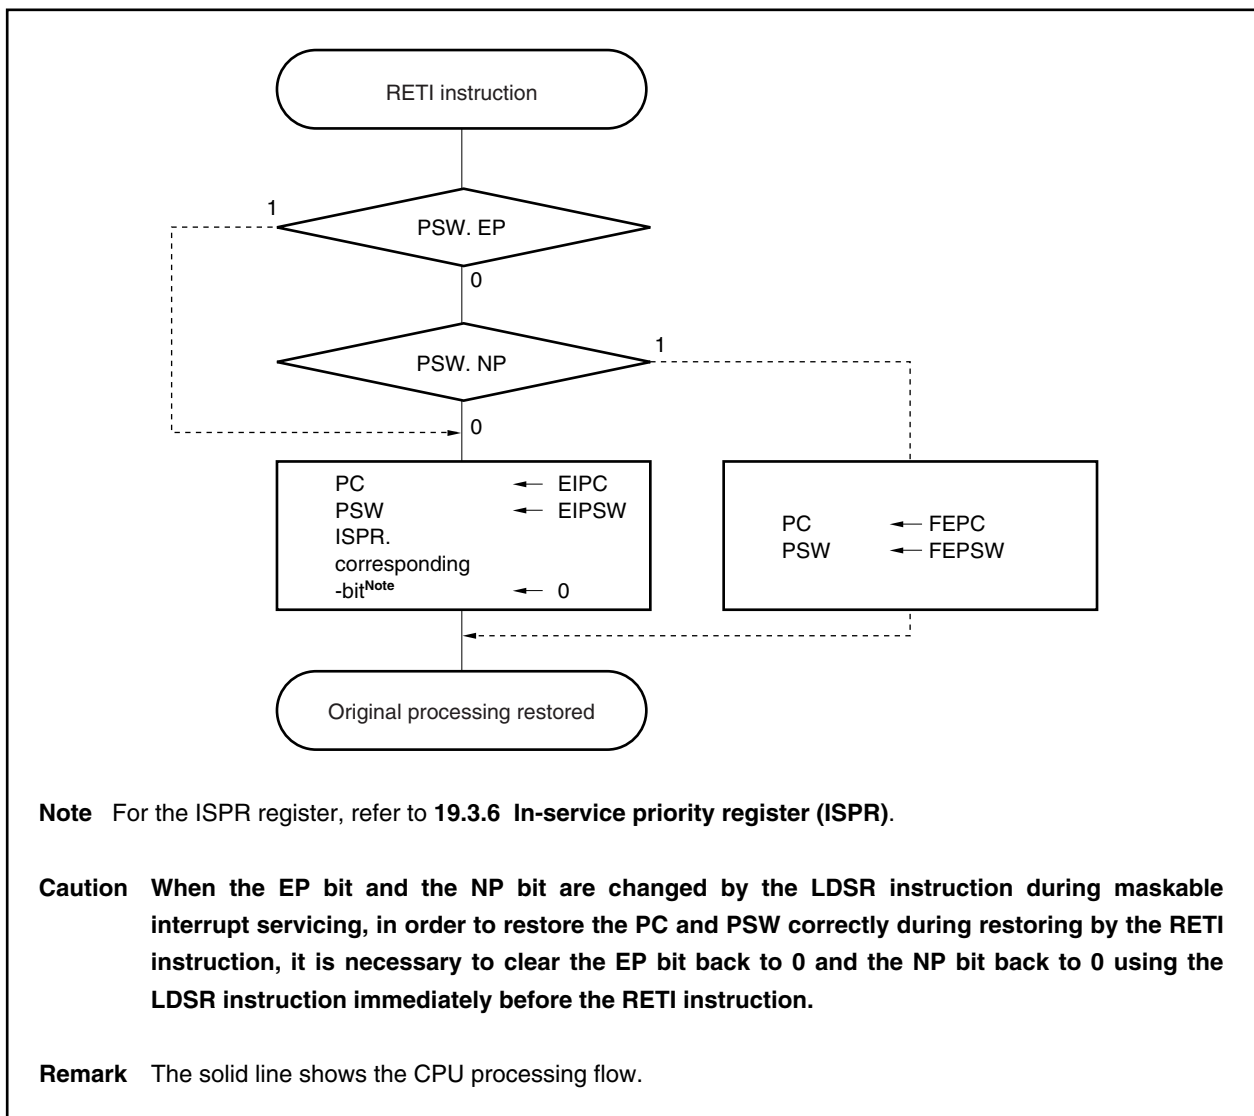 RETI instruction
1
PSW. EP
0
PSW. NP
1
0
PC ← EIPC
PSW ← EIPSW
ISPR.
corresponding
-bitNote ← 0
PC ← FEPC
PSW ← FEPSW
Original processing restored
Note For the ISPR register, refer to 19.3.6 In-service priority register (ISPR).
Caution When the EP bit and the NP bit are changed by the LDSR instruction during maskable
interrupt servicing, in order to restore the PC and PSW correctly during restoring by the RETI
instruction, it is necessary to clear the EP bit back to 0 and the NP bit back to 0 using the
LDSR instruction immediately before the RETI instruction.
Remark The solid line shows the CPU processing flow.